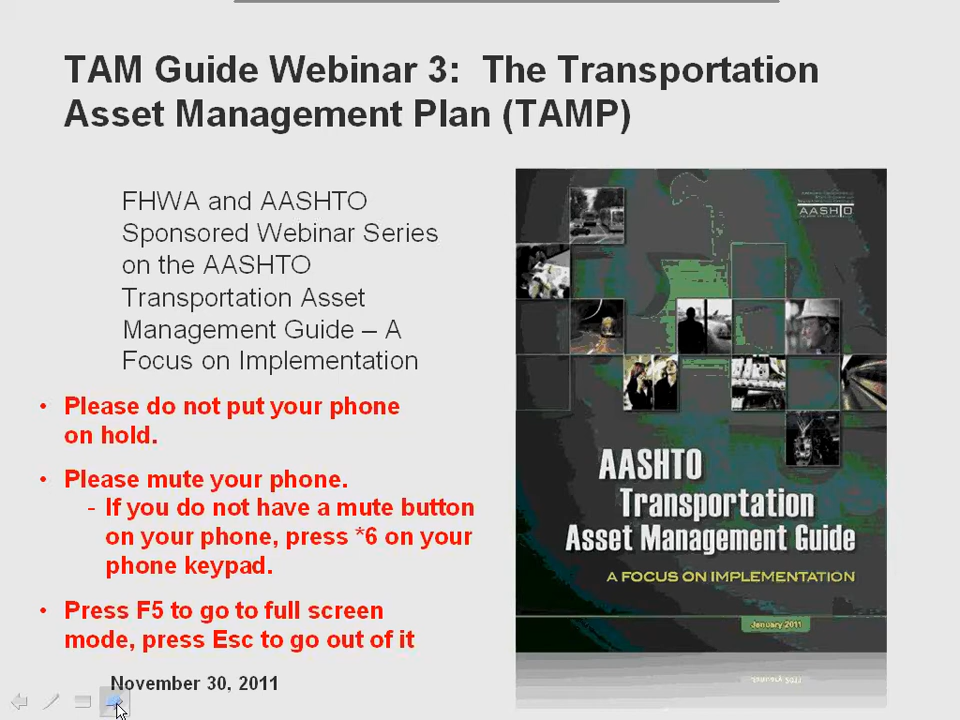 TAM Guide Webinar 3: The Transportation
Asset Management Plan (TAMP)
FHWA and AASHTO
Sponsored Webinar Series
on the AASHTO
Transportation Asset
Management Guide – A
Focus on Implementation
• Please do not put your phone
on hold.
• Please mute your phone.
- If you do not have a mute button
on your phone, press *6 on your
phone keypad.
• Press F5 to go to full screen
mode, press Esc to go out of it
November 30, 2011
AASHTO
AASHTO
Transportation
Asset Management Guide
A FOCUS ON IMPLEMENTATION
January 2011